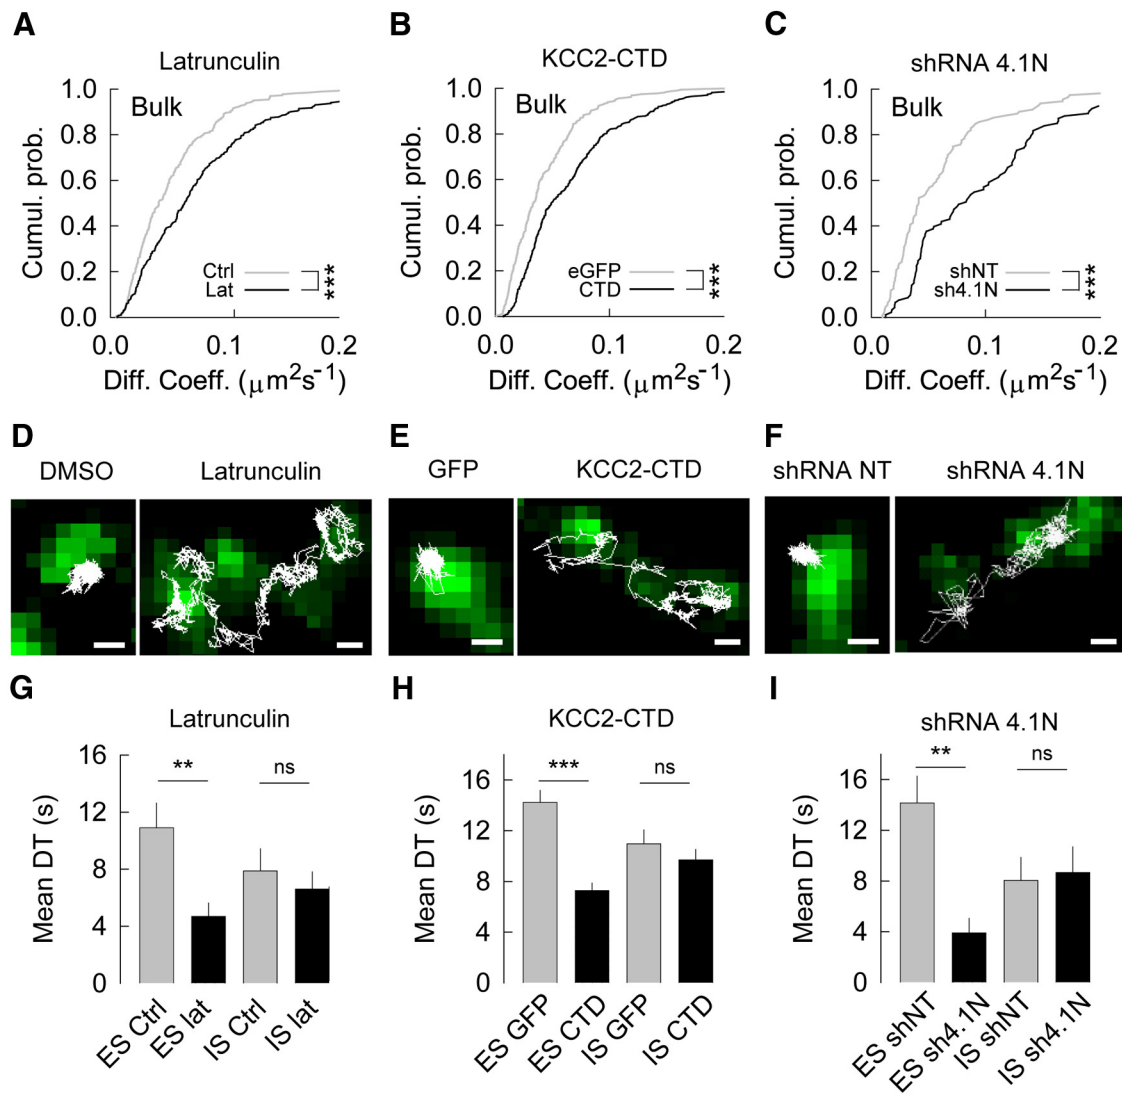 A
Latrunculin
Bulk
Cumul. prob.
1.0
0.8
0.6
0.4
0.2
0.0
Ctrl
Lat
***
0.0 0.1 0.2
Diff. Coeff. (μm2s-1)
B
KCC2-CTD
Bulk
Cumul. prob.
1.0
0.8
0.6
0.4
0.2
0.0
eGFP
CTD
***
0.0 0.1 0.2
Diff. Coeff. (μm2s-1)
C
shRNA 4.1N
Bulk
Cumul. prob.
1.0
0.8
0.6
0.4
0.2
0.0
shNT
sh4.1N
***
0.0 0.1 0.2
Diff. Coeff. (μm2s-1)
D
DMSO Latrunculin
E
GFP KCC2-CTD
F
shRNA NT shRNA 4.1N
G
Latrunculin
Mean DT (s)
16
12
8
4
0
** ns
ES Ctrl
ES lat
IS Ctrl
IS lat
H
KCC2-CTD
Mean DT (s)
16
12
8
4
0
*** ns
ES GFP
ES CTD
IS GFP
IS CTD
I
shRNA 4.1N
Mean DT (s)
16
12
8
4
0
** ns
ES shNT
ES sh4.1N
IS shNT
IS sh4.1N